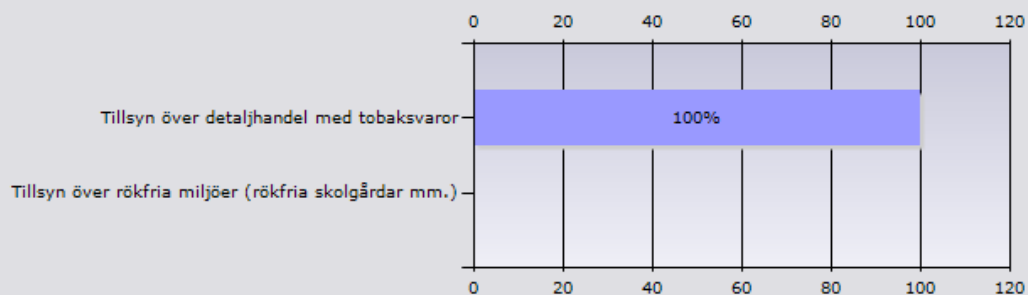 0 20 40 60 80 100 120
Tillsyn över detaljhandel med tobaksvaror
100%
Tillsyn över rökfria miljöer (rökfria skolgårdar mm.)
0 20 40 60 80 100 120